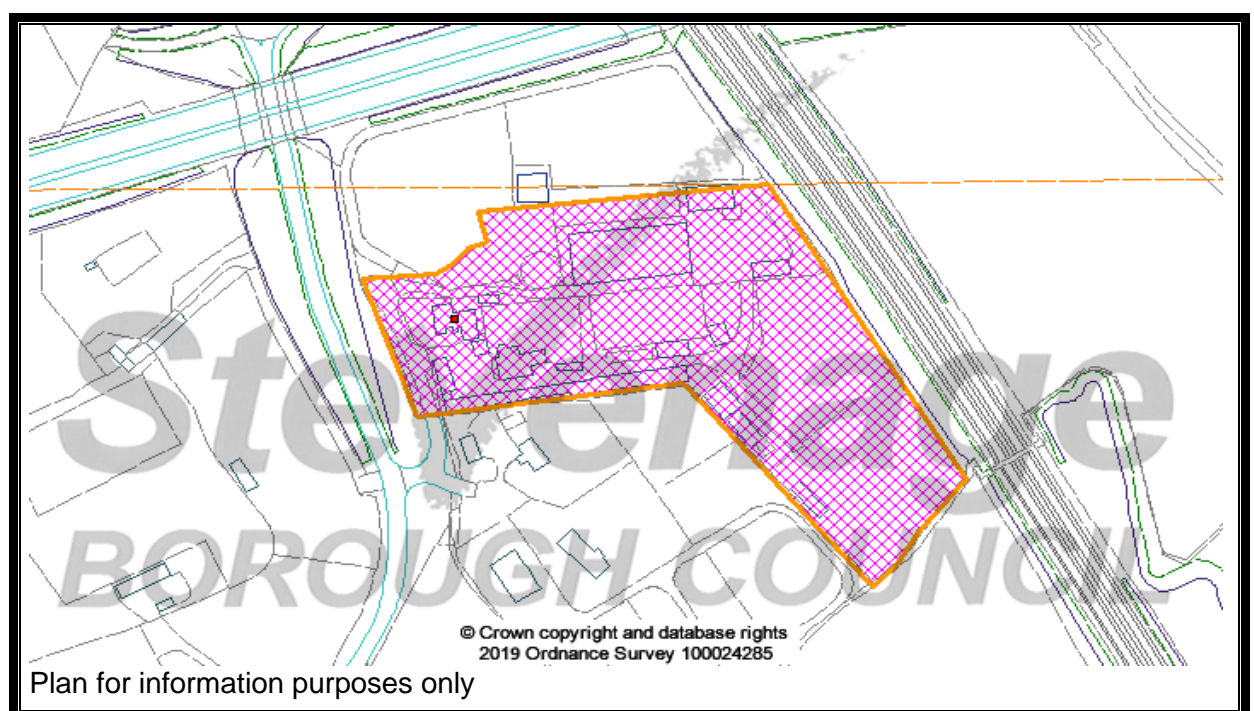 Stevenage
BOROUGH COUNCIL
© Crown copyright and database rights
2019 Ordnance Survey 100024285
Plan for information purposes only